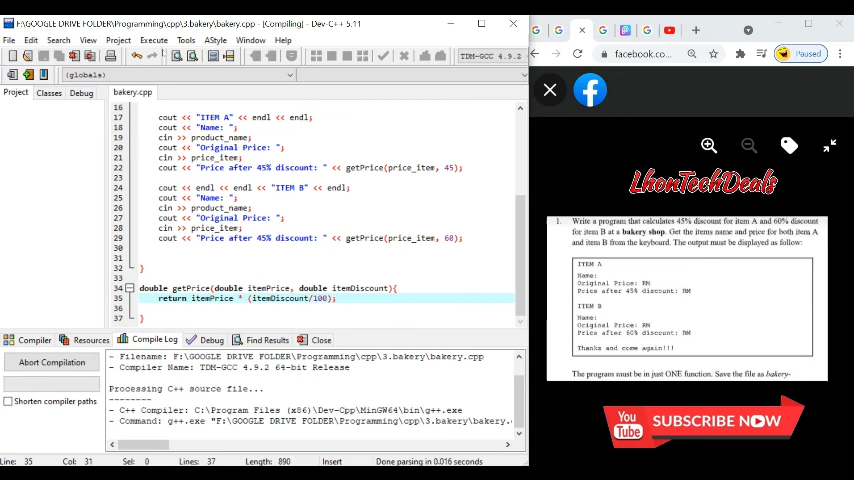 F:\GOOGLE DRIVE FOLDER\Programming\cpp\3.bakery\bakery.cpp - [Compiling] - Dev-C++ 5.11
File Edit Search View Project Execute Tools AStyle Window Help
TDM-GCC 4.9.2
(globals)
Project Classes Debug
bakery.cpp
16
17 cout << "ITEM A" << endl << endl;
18 cout << "Name: ";
19 cin >> product_name;
20 cout << "Original Price: ";
21 cin >> price_item;
22 cout << "Price after 45% discount: " << getPrice(price_item, 45);
23
24 cout << endl << endl << "ITEM B" << endl;
25 cout << "Name: ";
26 cin >> product_name;
27 cout << "Original Price: ";
28 cin >> price_item;
29 cout << "Price after 45% discount: " << getPrice(price_item, 60);
30
31
32 }
33
34 double getPrice(double itemPrice, double itemDiscount){
35 return itemPrice * (itemDiscount/100);
36
37 }
Compiler Resources Compile Log Debug Find Results Close
Abort Compilation
Shorten compiler paths
- Filename: F:\GOOGLE DRIVE FOLDER\Programming\cpp\3.bakery\bakery.cpp
- Compiler Name: TDM-GCC 4.9.2 64-bit Release
Processing C++ source file...
--------
- C++ Compiler: C:\Program Files (x86)\Dev-Cpp\MinGW64\bin\g++.exe
- Command: g++.exe "F:\GOOGLE DRIVE FOLDER\Programming\cpp\3.bakery\bakery.
Line: 35 Col: 31 Sel: 0 Lines: 37 Length: 890 Insert Done parsing in 0.016 seconds
facebook.co...
Paused
LhonTechDeals
1. Write a program that calculates 45% discount for item A and 60% discount
for item B at a bakery shop. Get the items name and price for both item A
and item B from the keyboard. The output must be displayed as follow:
ITEM A
Name:
Original Price: RM
Price after 45% discount: RM
ITEM B
Name:
Original Price: RM
Price after 60% discount: RM
Thanks and come again!!!
The program must be in just ONE function. Save the file as bakery-
You Tube
SUBSCRIBE NOW